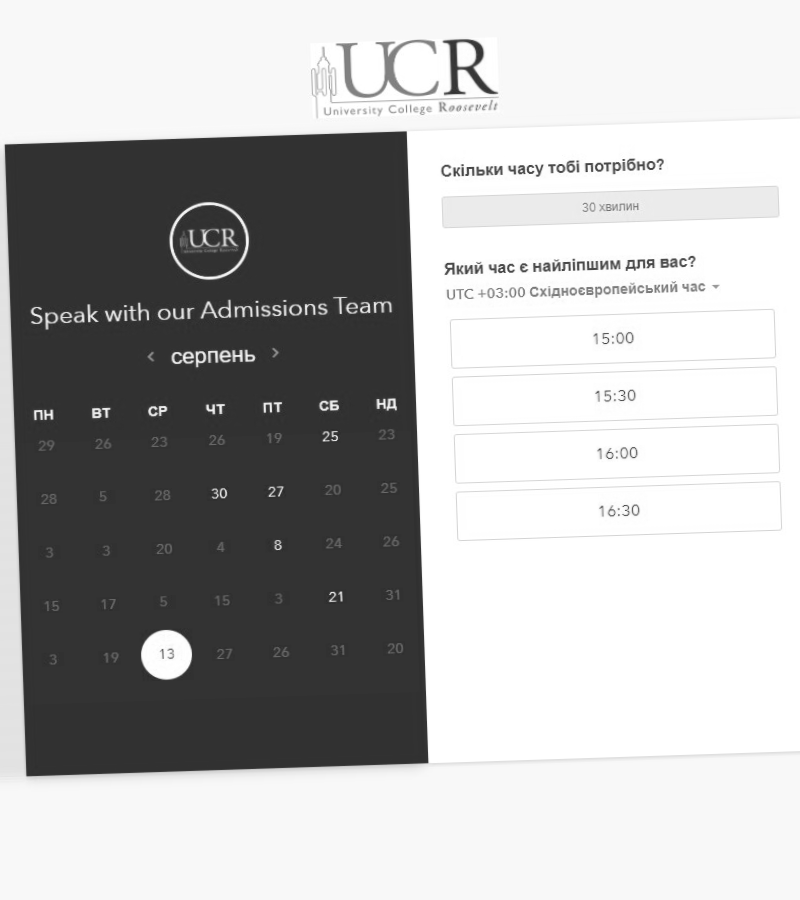 UCR
University College Roosevelt
UCR
Speak with our Admissions Team
серпень
ПН ВТ СР ЧТ ПТ СБ НД
29 26 23 26 19 25 23
28 5 28 30 27 20 25
3 3 20 4 8 24 26
15 17 5 15 3 21 31
3 19 13 27 26 31 20
Скільки часу тобі потрібно?
30 хвилин
Який час є найліпшим для вас?
UTC +03:00 Східноєвропейський час
15:00
15:30
16:00
16:30